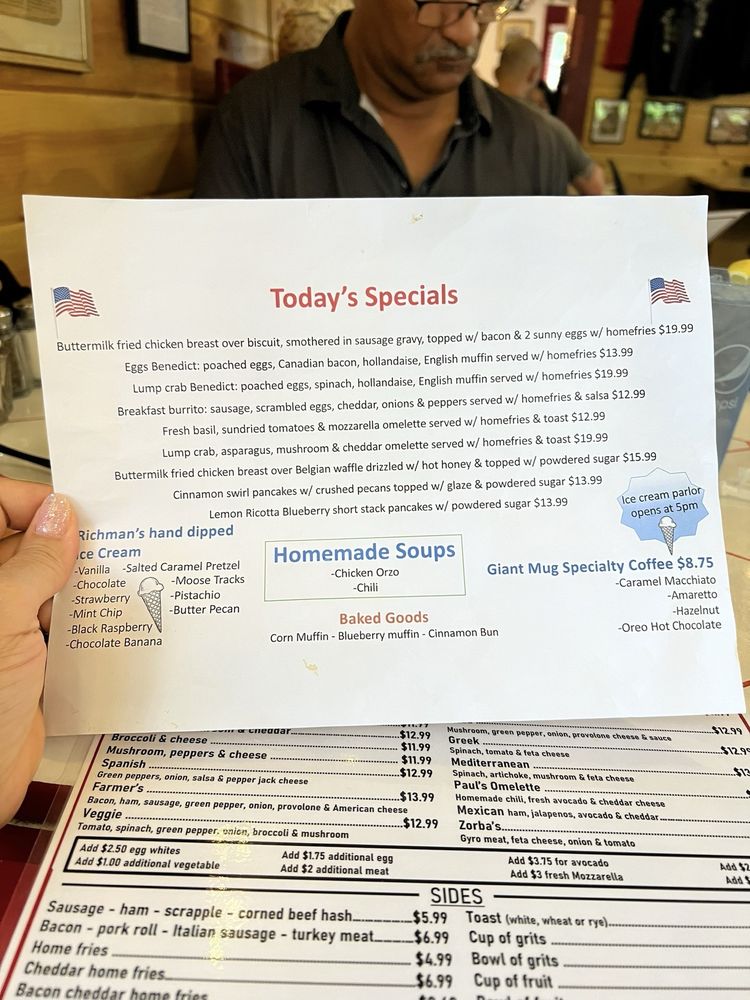 Today's Specials
Buttermilk fried chicken breast over biscuit, smothered in sausage gravy, topped w/ bacon & 2 sunny eggs w/ homefries $19.99
Eggs Benedict: poached eggs, Canadian bacon, hollandaise, English muffin served w/ homefries $13.99
Lump crab Benedict: poached eggs, spinach, hollandaise, English muffin served w/ homefries $19.99
Breakfast burrito: sausage, scrambled eggs, cheddar, onions & peppers served w/ homefries & salsa $12.99
Fresh basil, sundried tomatoes & mozzarella omelette served w/ homefries & toast $12.99
Lump crab, asparagus, mushroom & cheddar omelette served w/ homefries & toast $19.99
Buttermilk fried chicken breast over Belgian waffle drizzled w/ hot honey & topped w/ powdered sugar $15.99
Cinnamon swirl pancakes w/ crushed pecans topped w/ glaze & powdered sugar $13.99
Lemon Ricotta Blueberry short stack pancakes w/ powdered sugar $13.99
Ice cream parlor
opens at 5pm
Richman's hand dipped
Ice Cream
-Vanilla
-Chocolate
-Strawberry
-Mint Chip
-Black Raspberry
-Chocolate Banana
-Salted Caramel Pretzel
-Moose Tracks
-Pistachio
-Butter Pecan
Homemade Soups
-Chicken Orzo
-Chili
Baked Goods
Corn Muffin - Blueberry muffin - Cinnamon Bun
Giant Mug Specialty Coffee $8.75
-Caramel Macchiato
-Amaretto
-Hazelnut
-Oreo Hot Chocolate
Broccoli & cheese $12.99
Mushroom, peppers & cheese $11.99
Spanish $11.99
Green peppers, onion, salsa & pepper jack cheese $12.99
Farmer's $13.99
Bacon, ham, sausage, green pepper, onion, provolone & American cheese
Veggie $12.99
Tomato, spinach, green pepper, onion, broccoli & mushroom
Mushroom, green pepper, onion, provolone cheese & sauce
Greek $12.99
Spinach, tomato & feta cheese
Mediterranean
Spinach, artichoke, mushroom & feta cheese
Paul's Omelette
Homemade chili, fresh avocado & cheddar cheese
Mexican ham, jalapenos, avocado & cheddar
Zorba's
Gyro meat, feta cheese, onion & tomato
Add $2.50 egg whites
Add $1.00 additional vegetable
Add $1.75 additional egg
Add $2 additional meat
Add $3.75 for avocado
Add $3 fresh Mozzarella
SIDES
Sausage - ham - scrapple - corned beef hash $5.99
Bacon - pork roll - Italian sausage - turkey meat $6.99
Home fries $4.99
Cheddar home fries $6.99
Bacon cheddar home fries
Toast (white, wheat or rye)
Cup of grits
Bowl of grits
Cup of fruit